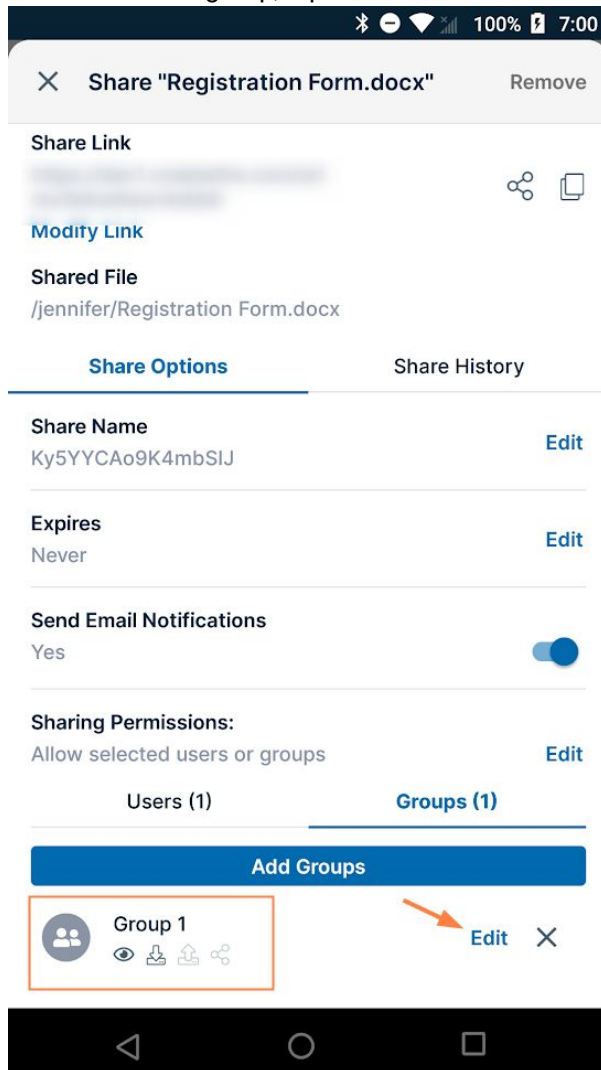 100% 7:00
Share "Registration Form.docx" Remove
Share Link
Modify Link
Shared File
/jennifer/Registration Form.docx
Share Options Share History
Share Name
Ky5YYCAo9K4mbSIJ
Edit
Expires
Never
Edit
Send Email Notifications
Yes
Sharing Permissions:
Allow selected users or groups Edit
Users (1) Groups (1)
Add Groups
Group 1
Edit